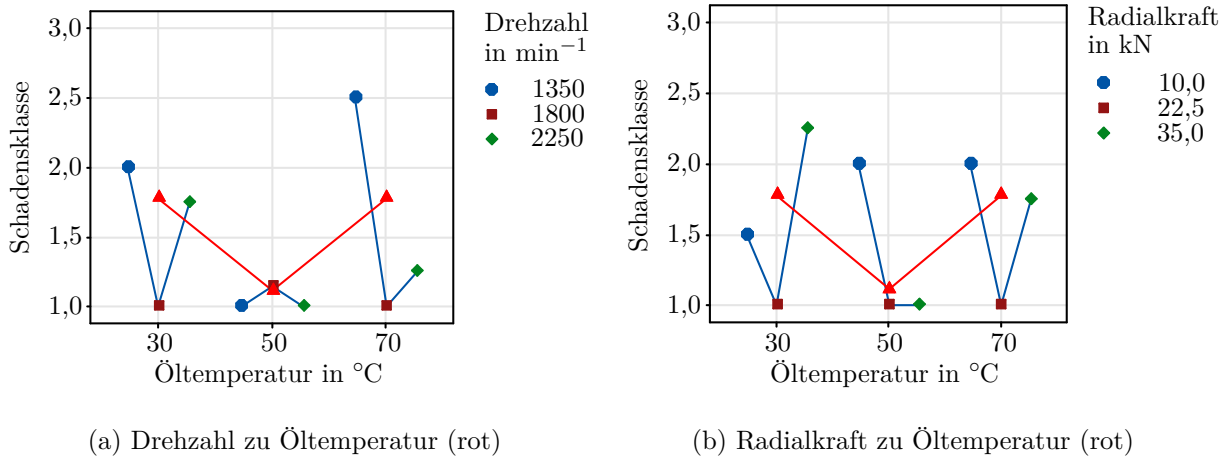 Drehzahl
in min⁻¹
1350
1800
2250
3,0
2,5
2,0
1,5
1,0
Schadensklasse
30 50 70
Öltemperatur in °C
(a) Drehzahl zu Öltemperatur (rot)
Radialkraft
in kN
10,0
22,5
35,0
3,0
2,5
2,0
1,5
1,0
Schadensklasse
30 50 70
Öltemperatur in °C
(b) Radialkraft zu Öltemperatur (rot)